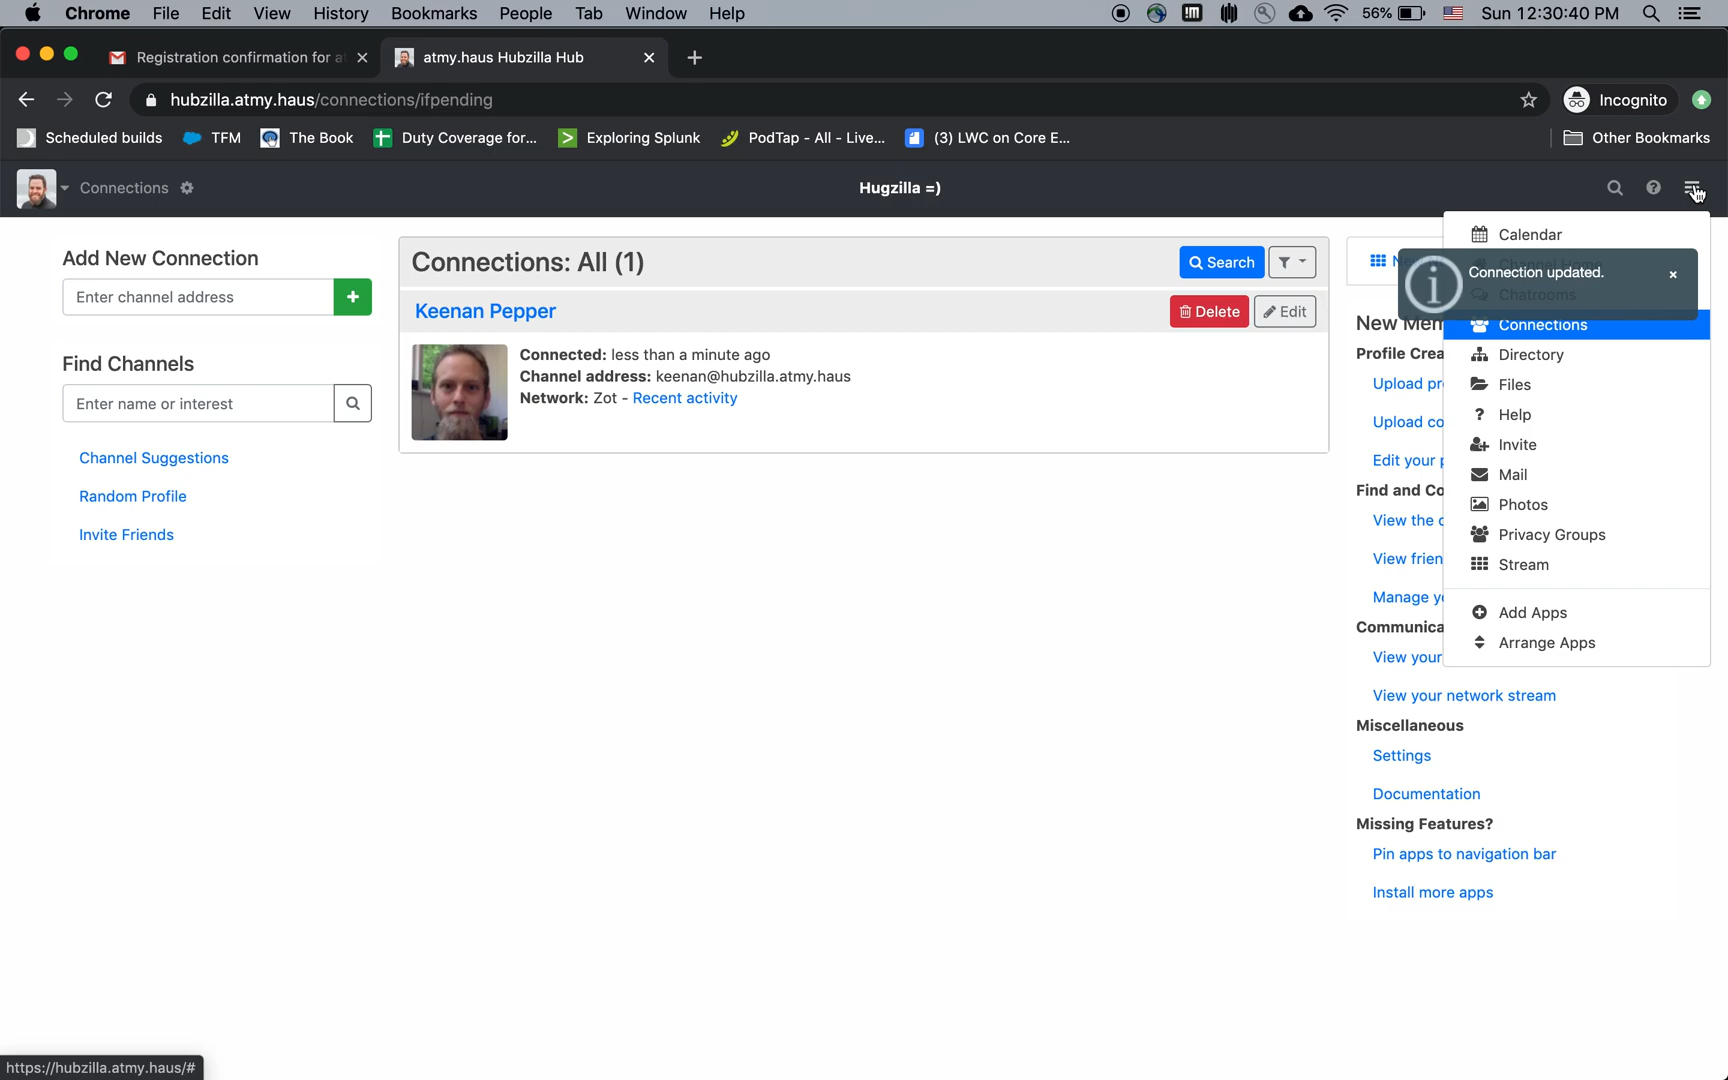 Chrome File Edit View History Bookmarks People Tab Window Help 56% Sun 12:30:40 PM
Registration confirmation for a
atmy.haus Hubzilla Hub
hubzilla.atmy.haus/connections/ifpending
Incognito
Scheduled builds TFM The Book Duty Coverage for... Exploring Splunk PodTap - All - Live... (3) LWC on Core E... Other Bookmarks
Connections
Hugzilla =)
Add New Connection
Enter channel address
Find Channels
Enter name or interest
Channel Suggestions
Random Profile
Invite Friends
Connections: All (1)
Search
Keenan Pepper
Delete
Edit
Connected: less than a minute ago
Channel address: keenan@hubzilla.atmy.haus
Network: Zot - Recent activity
Calendar
Connection updated.
Channel Home
Chatrooms
Connections
Directory
Files
Help
Invite
Mail
Photos
Privacy Groups
Stream
Add Apps
Arrange Apps
New Mem
Profile Crea
Upload pr
Upload co
Edit your p
Find and Co
View the
View frien
Manage y
Communica
View your
View your network stream
Miscellaneous
Settings
Documentation
Missing Features?
Pin apps to navigation bar
Install more apps
https://hubzilla.atmy.haus/#